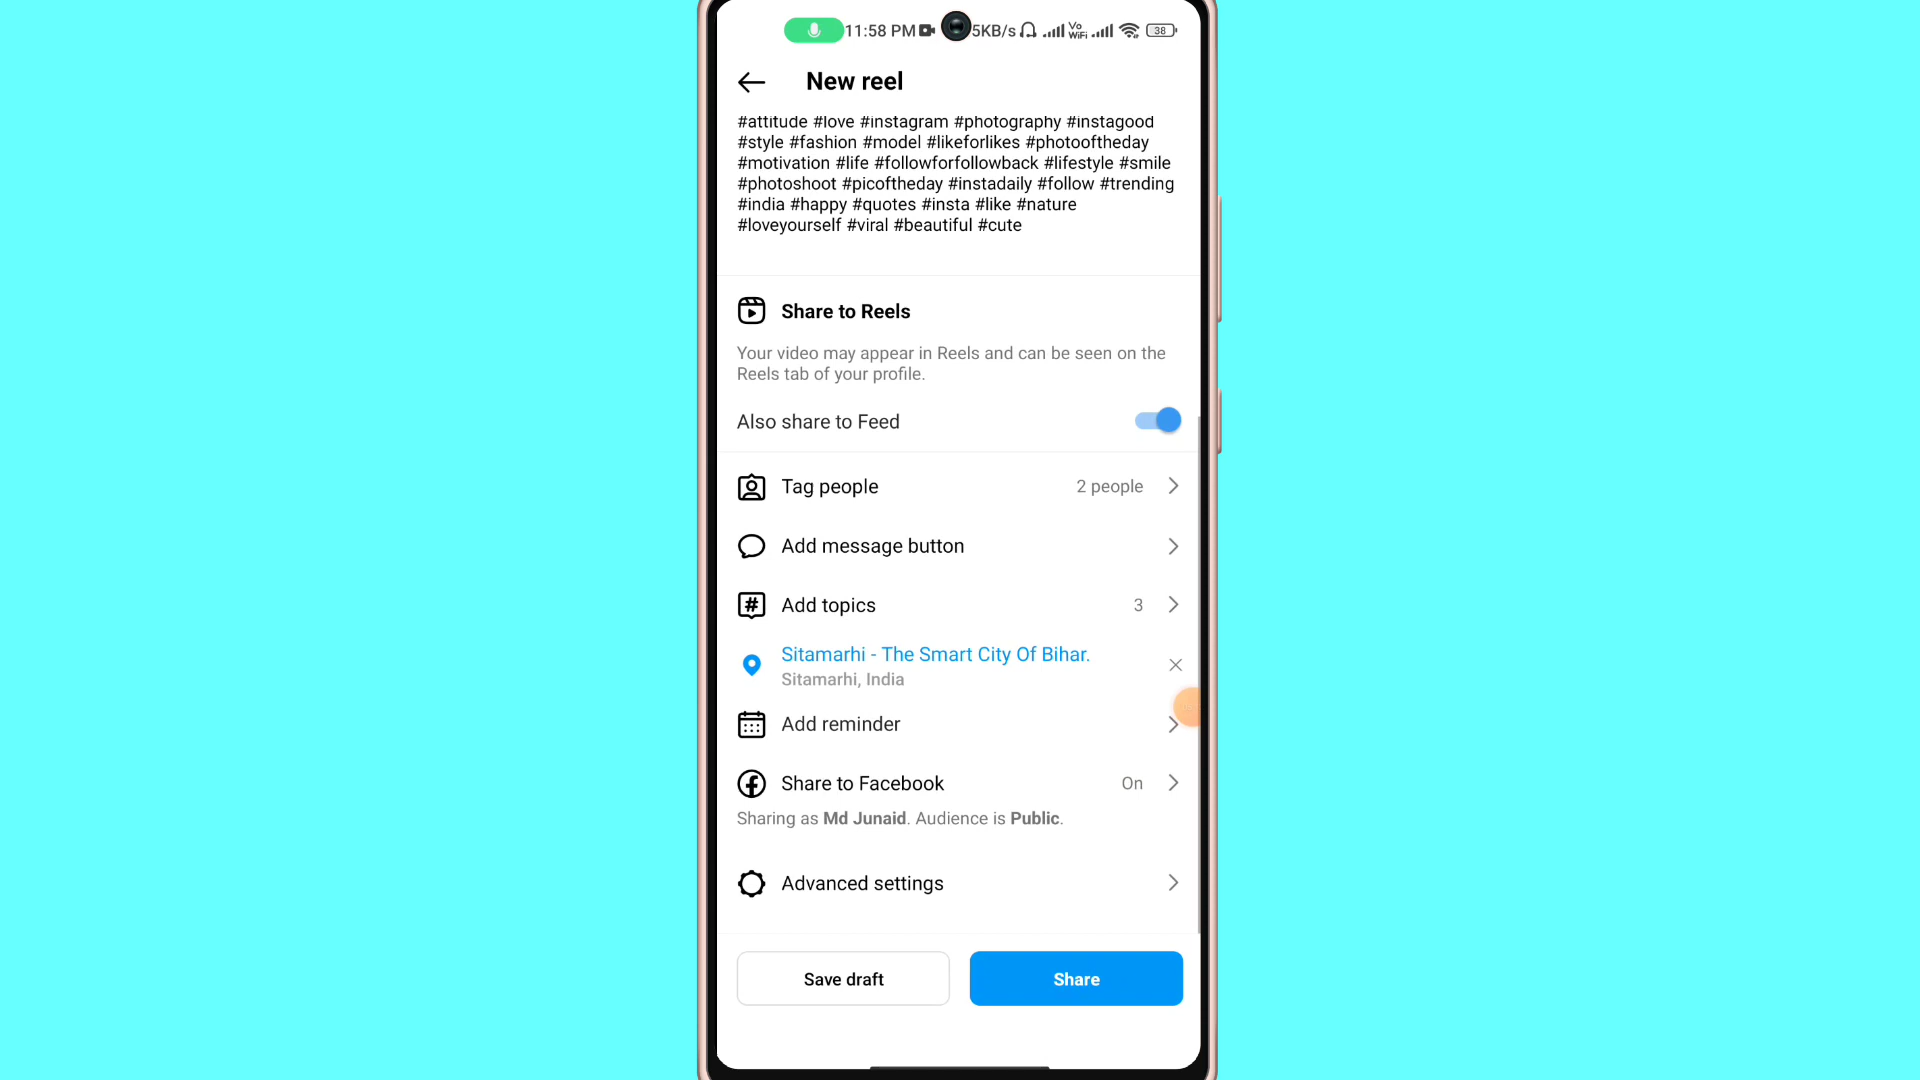 11:58 PM 5KB/s Vo WiFi 38
New reel
#attitude #love #instagram #photography #instagood
#style #fashion #model #likeforlikes #photooftheday
#motivation #life #followforfollowback #lifestyle #smile
#photoshoot #picoftheday #instadaily #follow #trending
#india #happy #quotes #insta #like #nature
#loveyourself #viral #beautiful #cute
Share to Reels
Your video may appear in Reels and can be seen on the
Reels tab of your profile.
Also share to Feed
Tag people 2 people
Add message button
Add topics 3
Sitamarhi - The Smart City Of Bihar.
Sitamarhi, India
Add reminder
Share to Facebook On
Sharing as Md Junaid. Audience is Public.
Advanced settings
Save draft Share